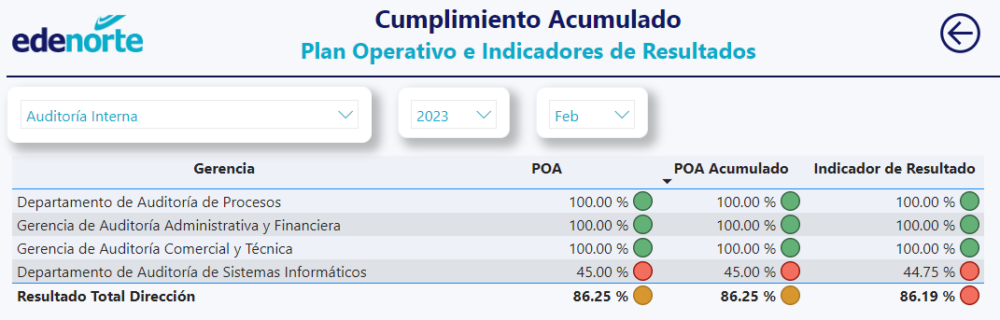 edenorte
Cumplimiento Acumulado
Plan Operativo e Indicadores de Resultados
Auditoría Interna
2023
Feb
Gerencia POA POA Acumulado Indicador de Resultado
Departamento de Auditoría de Procesos 100.00 % 100.00 % 100.00 %
Gerencia de Auditoría Administrativa y Financiera 100.00 % 100.00 % 100.00 %
Gerencia de Auditoría Comercial y Técnica 100.00 % 100.00 % 100.00 %
Departamento de Auditoría de Sistemas Informáticos 45.00 % 45.00 % 44.75 %
Resultado Total Dirección 86.25 % 86.25 % 86.19 %